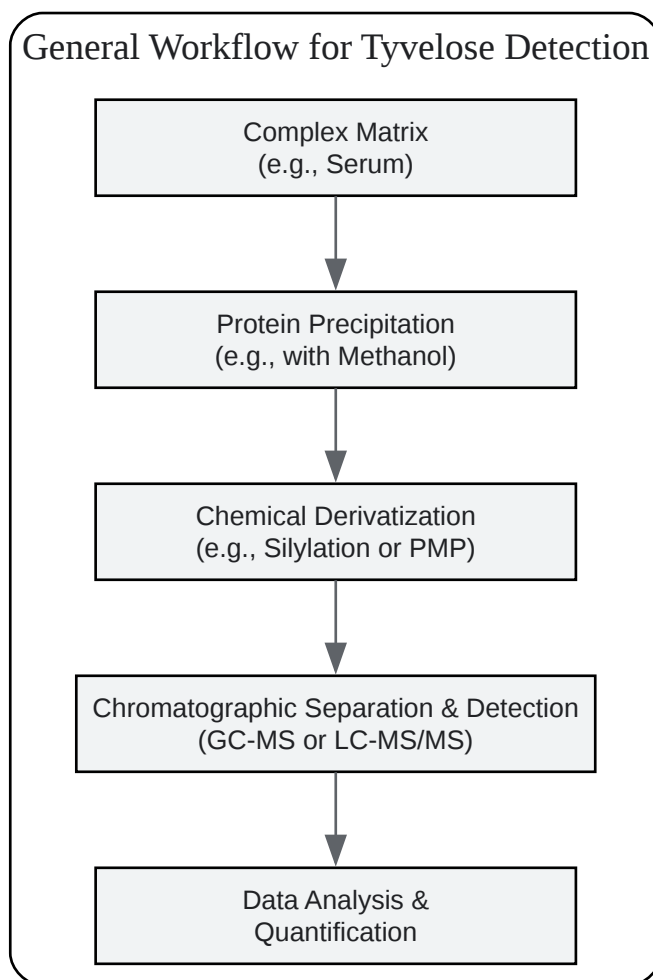 General Workflow for Tyvelose Detection
Complex Matrix
(e.g., Serum)
Protein Precipitation
(e.g., with Methanol)
Chemical Derivatization
(e.g., Silylation or PMP)
Chromatographic Separation & Detection
(GC-MS or LC-MS/MS)
Data Analysis &
Quantification